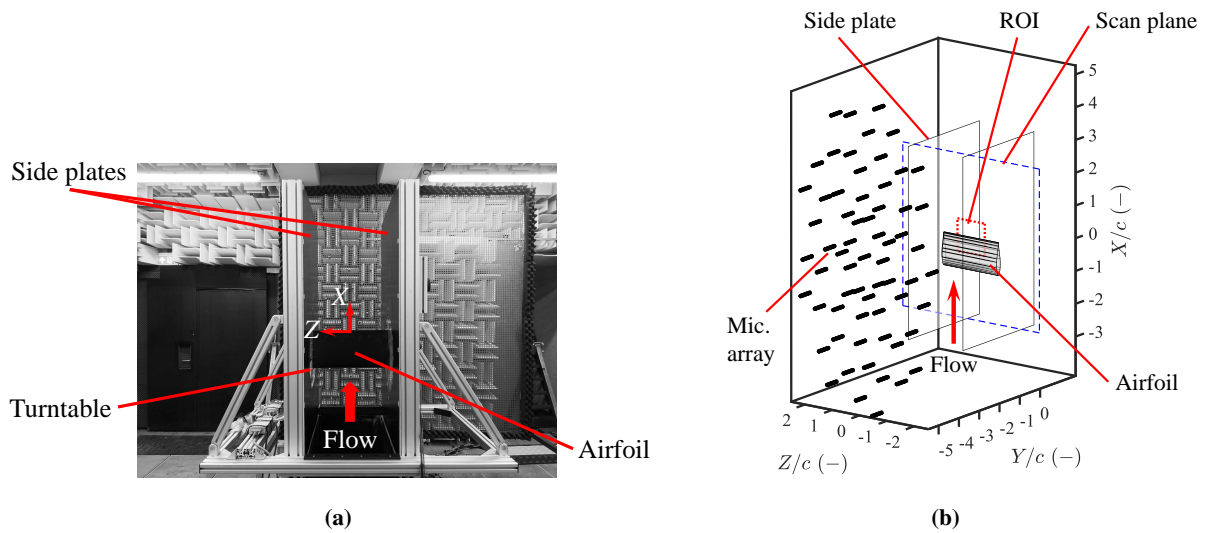 Side plates
X
Z
Turntable
Flow
Airfoil
(a)
Side plate
ROI
Scan plane
5
4
3
2
1
0
-1
-2
-3
X/c (−)
Mic.
array
Flow
Airfoil
2 1 0 -1 -2
Z/c (−)
-5 -4 -3 -2 -1 0
Y/c (−)
(b)